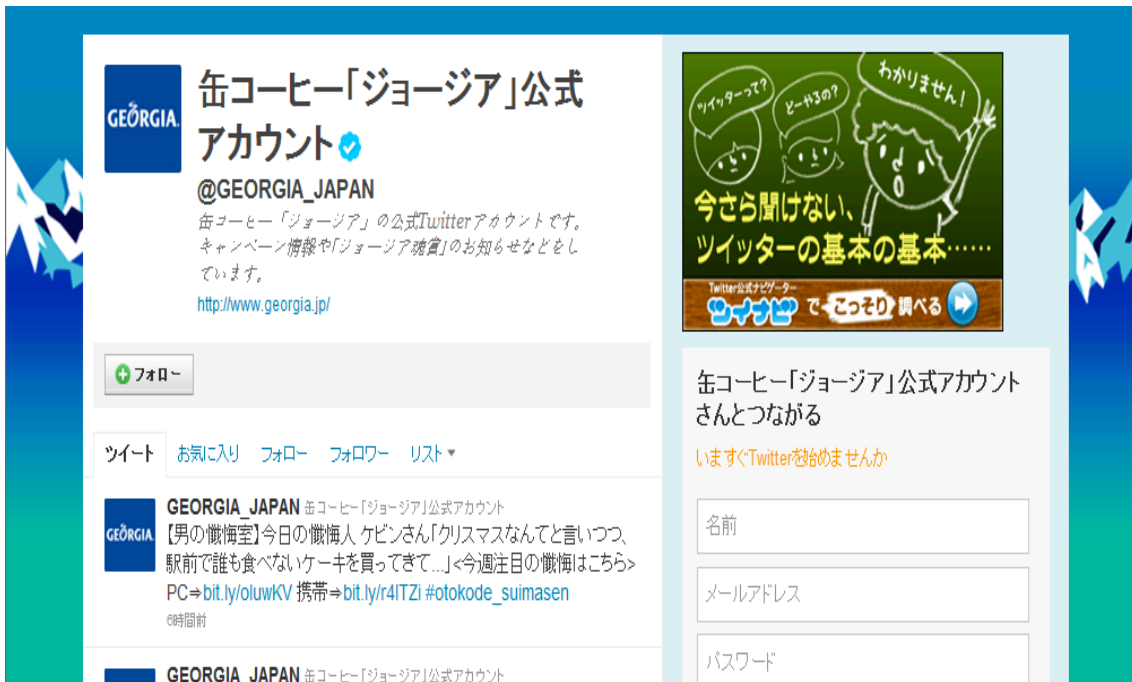 GEORGIA.
缶コーヒー「ジョージア」公式
アカウント
@GEORGIA_JAPAN
缶コーヒー「ジョージア」の公式Twitterアカウントです。
キャンペーン情報や「ジョージア魂賞」のお知らせなどをし
ています。
http://www.georgia.jp/
フォロー
ツイート お気に入り フォロー フォロワー リスト
GEORGIA_JAPAN 缶コーヒー「ジョージア」公式アカウント
GEORGIA.
【男の懺悔室】今日の懺悔人 ケビンさん「クリスマスなんてと言いつつ、
駅前で誰も食べないケーキを買ってきて...」<今週注目の懺悔はこちら>
PC⇒bit.ly/oluwKV 携帯⇒bit.ly/r4lTZi #otokode_suimasen
6時間前
GEORGIA_JAPAN 缶コーヒー「ジョージア」公式アカウント
ツイッターって?
どーやるの?
わかりません!
今さら聞けない、
ツイッターの基本の基本……
Twitter公式ナビゲーター
ツイナビ で こっそり 調べる
缶コーヒー「ジョージア」公式アカウント
さんとつながる
いますぐTwitterを始めませんか
名前
メールアドレス
パスワード